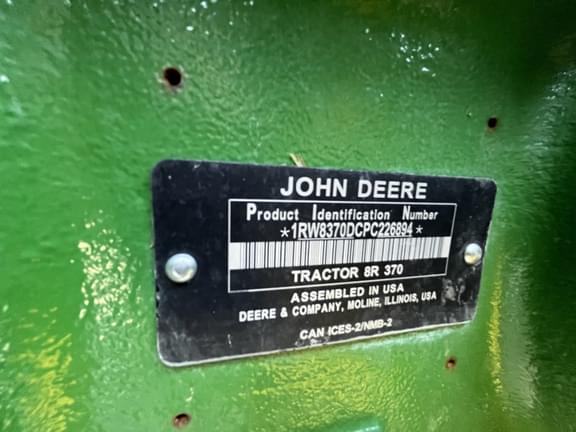 JOHN DEERE
Product Identification Number
*1RW8370DCPC226894*
TRACTOR 8R 370
ASSEMBLED IN USA
DEERE & COMPANY, MOLINE, ILLINOIS, USA
CAN ICES-2/NMB-2